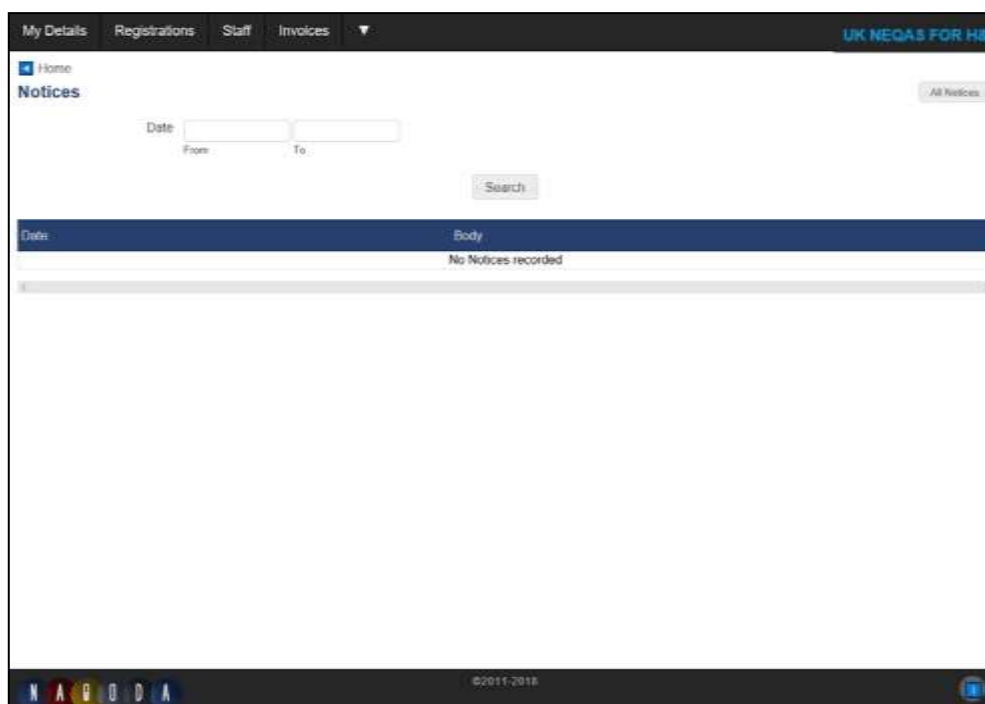 My Details Registrations Staff Invoices ▼ UK NEQAS FOR H&
Home
Notices All Notices
Date
From To
Search
Date Body
No Notices recorded
©2011-2018
N A G O D A